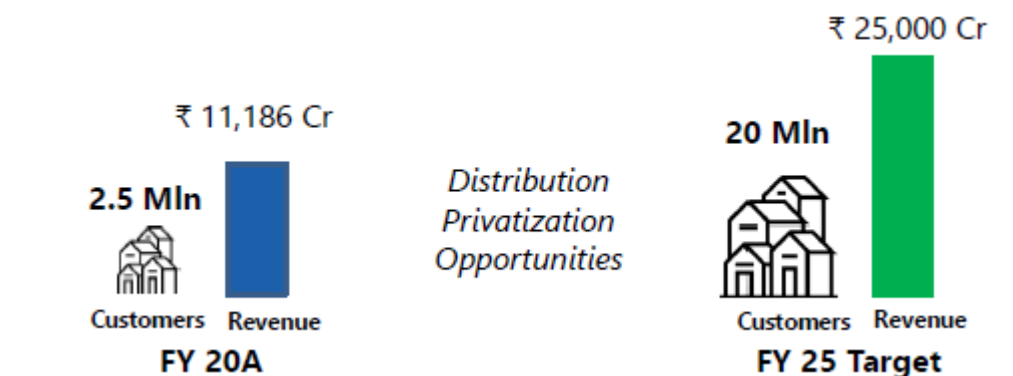 ₹ 11,186 Cr
2.5 Mln
Customers Revenue
FY 20A
Distribution
Privatization
Opportunities
₹ 25,000 Cr
20 Mln
Customers Revenue
FY 25 Target